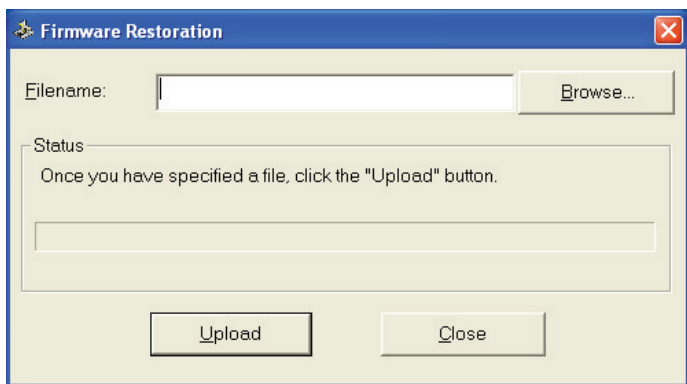 Firmware Restoration
Filename:
Browse...
Status
Once you have specified a file, click the "Upload" button.
Upload
Close